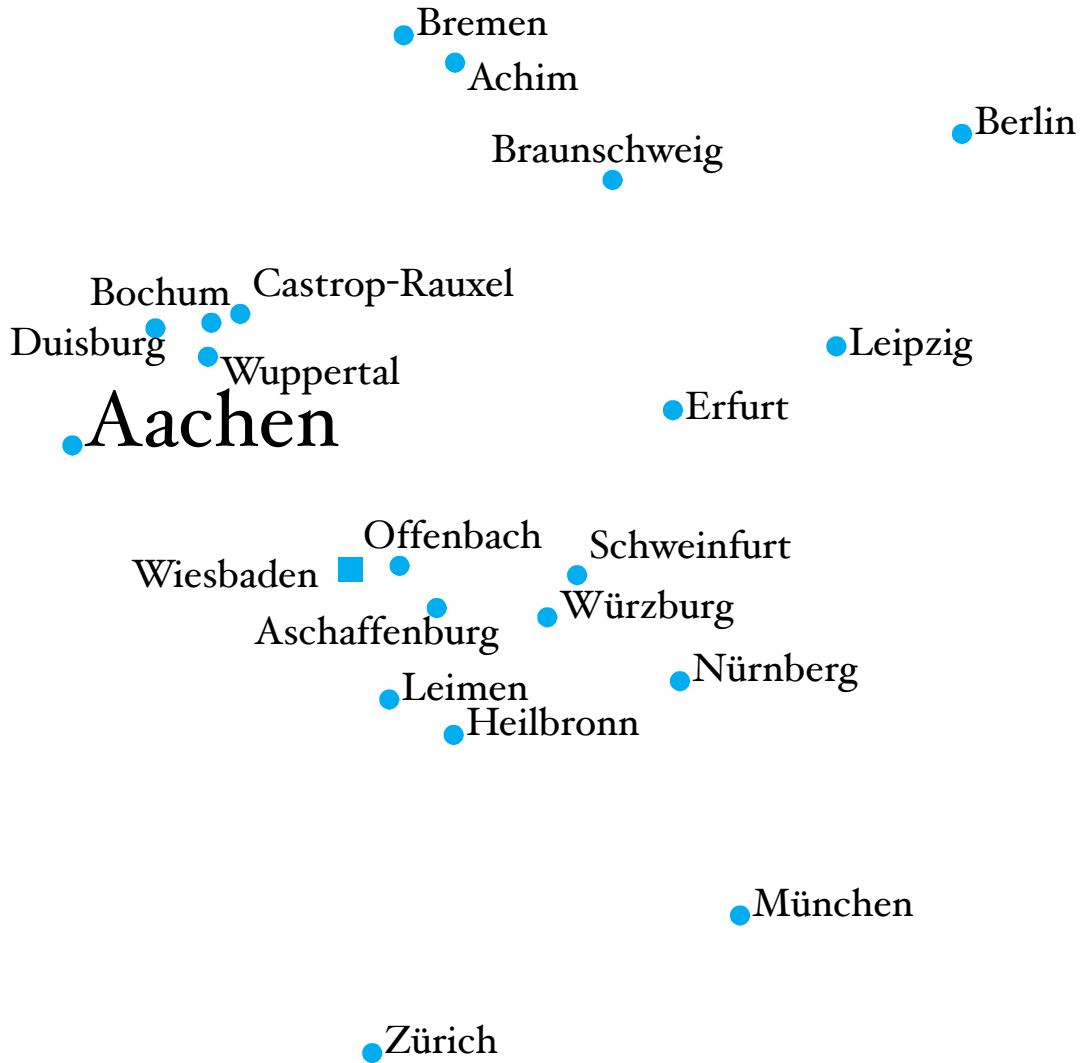 Bremen
Achim
Berlin
Braunschweig
Castrop-Rauxel
Bochum
Duisburg
Leipzig
Wuppertal
Aachen
Erfurt
Offenbach
Schweinfurt
Wiesbaden
Würzburg
Aschaffenburg
Nürnberg
Leimen
Heilbronn
München
Zürich